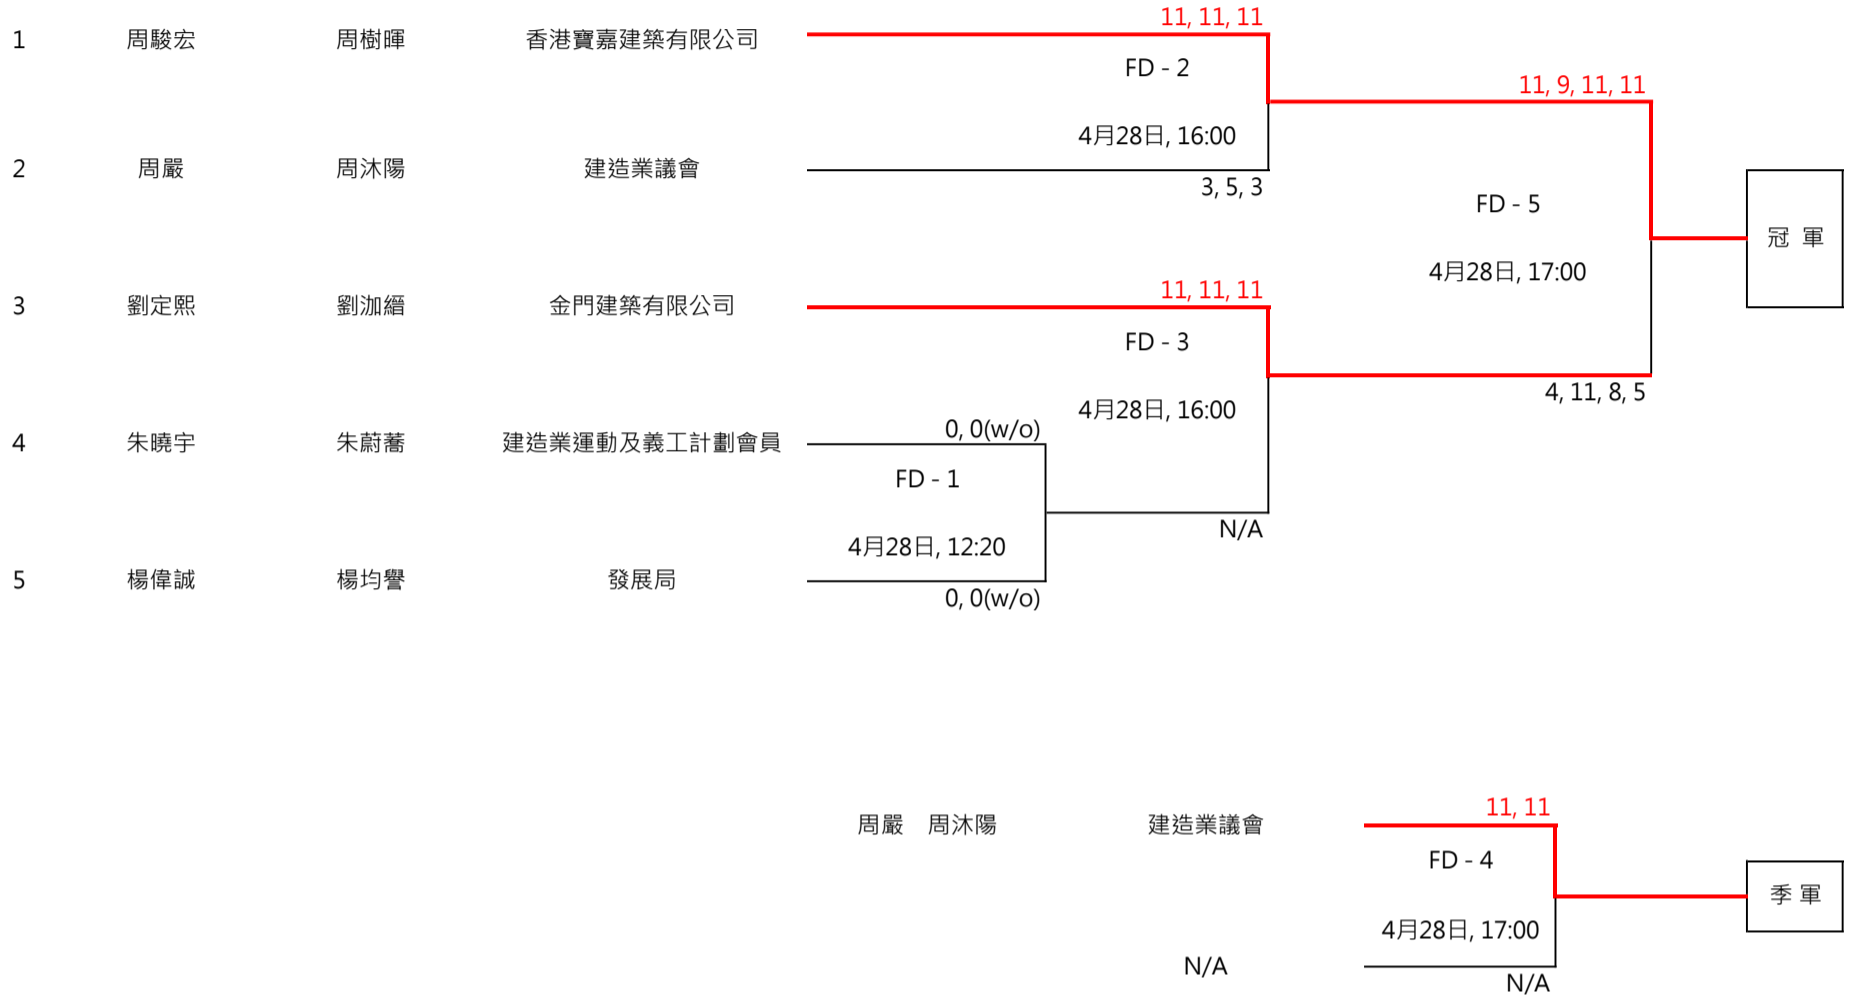 11, 11, 11
1 周駿宏 周樹暉 香港寶嘉建築有限公司
FD - 2
11, 9, 11, 11
4月28日, 16:00
2 周嚴 周沐陽 建造業議會
3, 5, 3
FD - 5
冠 軍
4月28日, 17:00
11, 11, 11
3 劉定熙 劉洳縉 金門建築有限公司
FD - 3
4, 11, 8, 5
4月28日, 16:00
0, 0(w/o)
4 朱曉宇 朱蔚蕎 建造業運動及義工計劃會員
FD - 1
N/A
4月28日, 12:20
5 楊偉誠 楊均譽 發展局
0, 0(w/o)
11, 11
周嚴 周沐陽 建造業議會
FD - 4
季 軍
4月28日, 17:00
N/A
N/A